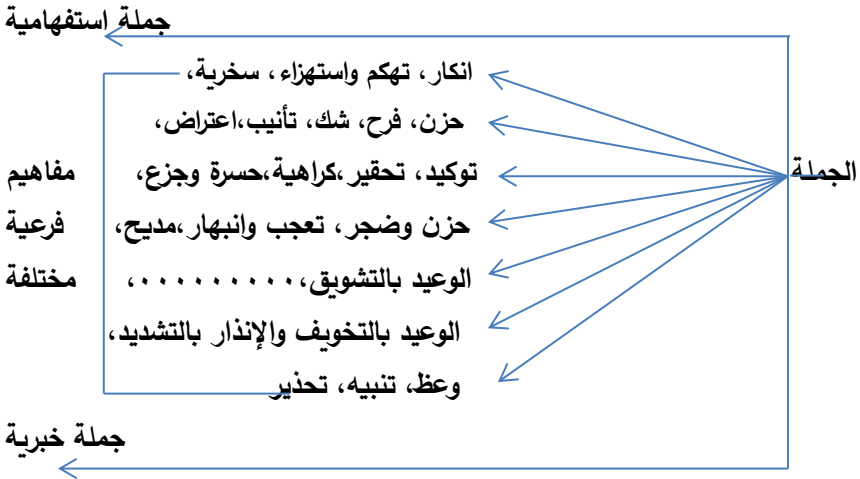 جملة استفهامية
انكار، تهكم واستهزاء، سخرية،
حزن، فرح، شك، تأنيب،اعتراض،
الجملة
توكيد، تحقير،كراهية،حسرة وجزع،
مفاهيم
حزن وضجر، تعجب وانبهار،مديح،
فرعية
الوعيد بالتشويق،٠٠٠٠٠٠٠٠٠،
مختلفة
الوعيد بالتخويف والإنذار بالتشديد،
وعظ، تنبيه، تحذير
جملة خبرية